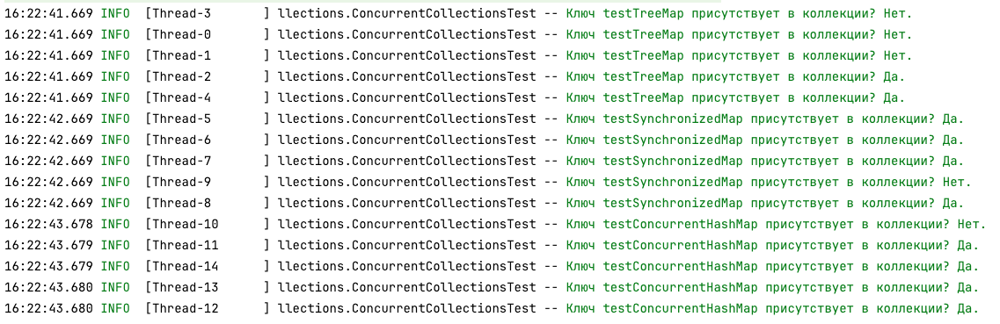 16:22:41.669 INFO  [Thread-3       ] llections.ConcurrentCollectionsTest -- Ключ testTreeMap присутствует в коллекции? Нет.
16:22:41.669 INFO  [Thread-0       ] llections.ConcurrentCollectionsTest -- Ключ testTreeMap присутствует в коллекции? Нет.
16:22:41.669 INFO  [Thread-1       ] llections.ConcurrentCollectionsTest -- Ключ testTreeMap присутствует в коллекции? Нет.
16:22:41.669 INFO  [Thread-2       ] llections.ConcurrentCollectionsTest -- Ключ testTreeMap присутствует в коллекции? Да.
16:22:41.669 INFO  [Thread-4       ] llections.ConcurrentCollectionsTest -- Ключ testTreeMap присутствует в коллекции? Да.
16:22:42.669 INFO  [Thread-5       ] llections.ConcurrentCollectionsTest -- Ключ testSynchronizedMap присутствует в коллекции? Да.
16:22:42.669 INFO  [Thread-6       ] llections.ConcurrentCollectionsTest -- Ключ testSynchronizedMap присутствует в коллекции? Да.
16:22:42.669 INFO  [Thread-7       ] llections.ConcurrentCollectionsTest -- Ключ testSynchronizedMap присутствует в коллекции? Да.
16:22:42.669 INFO  [Thread-9       ] llections.ConcurrentCollectionsTest -- Ключ testSynchronizedMap присутствует в коллекции? Нет.
16:22:42.669 INFO  [Thread-8       ] llections.ConcurrentCollectionsTest -- Ключ testSynchronizedMap присутствует в коллекции? Да.
16:22:43.678 INFO  [Thread-10      ] llections.ConcurrentCollectionsTest -- Ключ testConcurrentHashMap присутствует в коллекции? Нет.
16:22:43.679 INFO  [Thread-11      ] llections.ConcurrentCollectionsTest -- Ключ testConcurrentHashMap присутствует в коллекции? Да.
16:22:43.679 INFO  [Thread-14      ] llections.ConcurrentCollectionsTest -- Ключ testConcurrentHashMap присутствует в коллекции? Да.
16:22:43.680 INFO  [Thread-13      ] llections.ConcurrentCollectionsTest -- Ключ testConcurrentHashMap присутствует в коллекции? Да.
16:22:43.680 INFO  [Thread-12      ] llections.ConcurrentCollectionsTest -- Ключ testConcurrentHashMap присутствует в коллекции? Да.